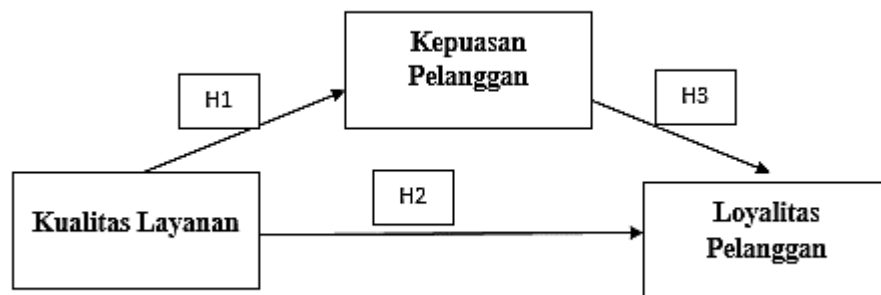 Kepuasan
Pelanggan
H1
H3
H2
Kualitas Layanan
Loyalitas
Pelanggan